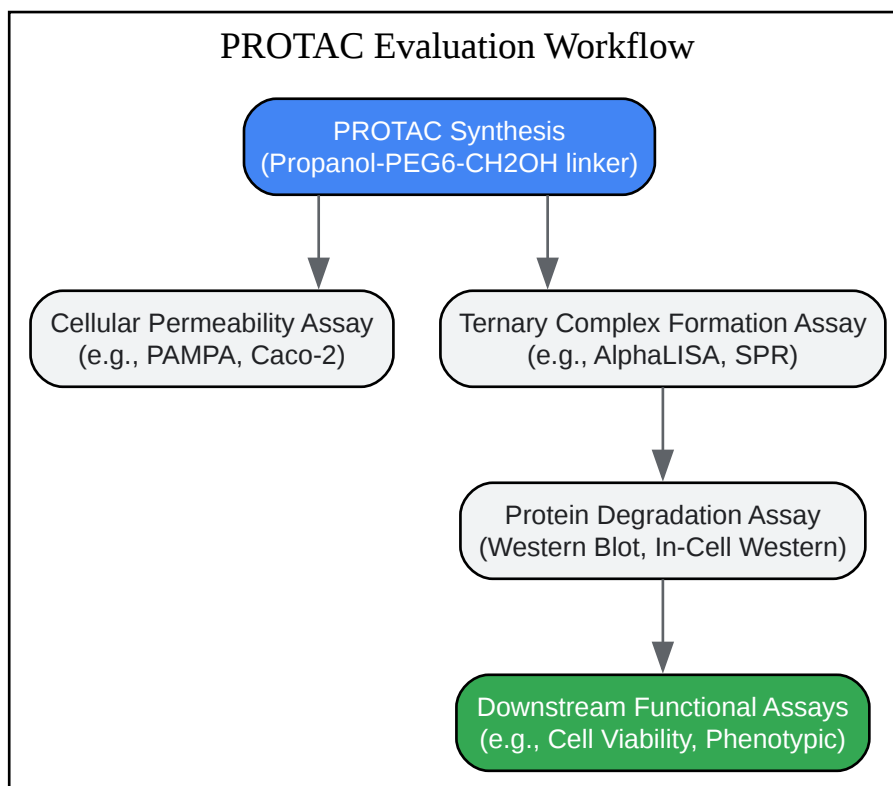 PROTAC Evaluation Workflow
PROTAC Synthesis
(Propanol-PEG6-CH2OH linker)
Cellular Permeability Assay
(e.g., PAMPA, Caco-2)
Ternary Complex Formation Assay
(e.g., AlphaLISA, SPR)
Protein Degradation Assay
(Western Blot, In-Cell Western)
Downstream Functional Assays
(e.g., Cell Viability, Phenotypic)